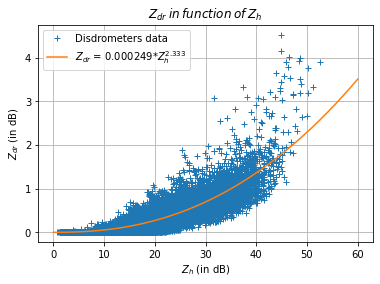 Z_dr in function of Z_h
Disdrometers data
Z_dr = 0.000249*Z_h^2.333
Z_dr (in dB)
4
3
2
1
0
0 10 20 30 40 50 60
Z_h (in dB)